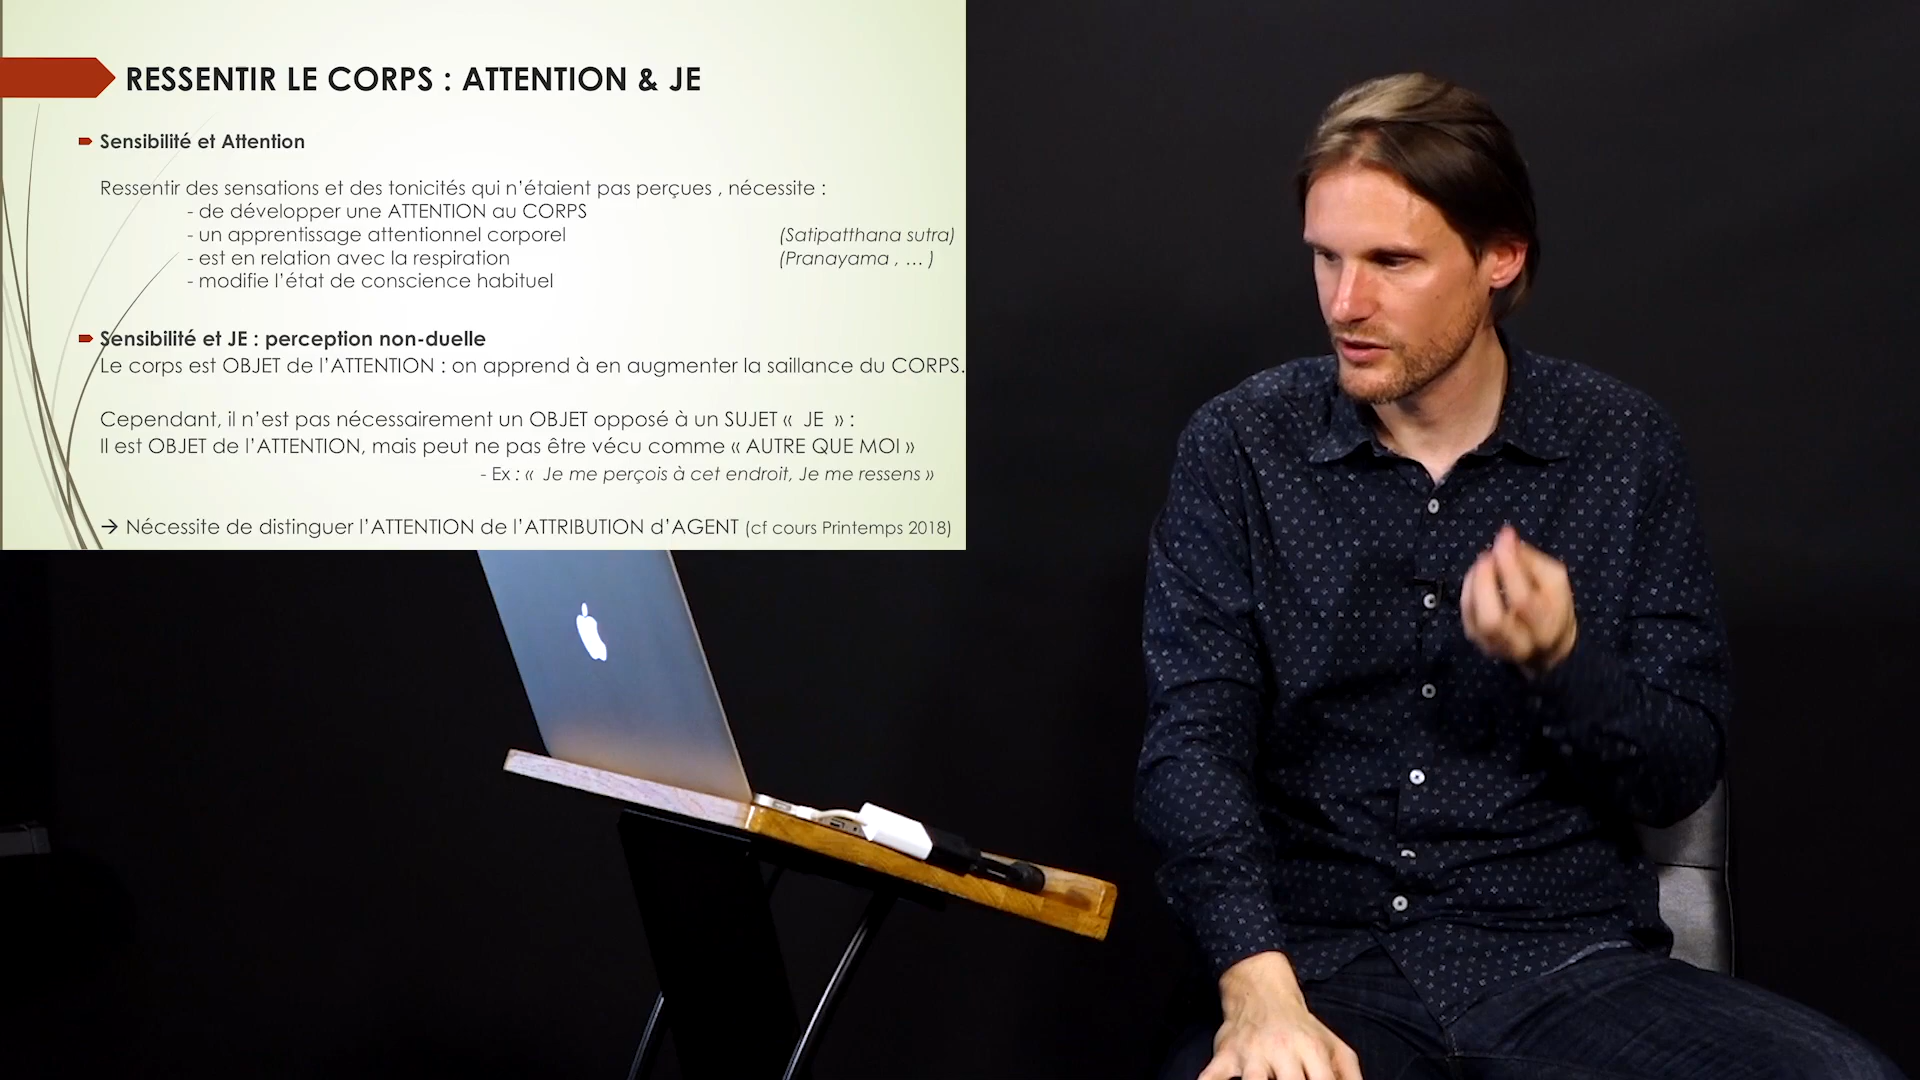 RESSENTIR LE CORPS : ATTENTION & JE
Sensibilité et Attention
Ressentir des sensations et des tonicités qui n’étaient pas perçues , nécessite :
- de développer une ATTENTION au CORPS
- un apprentissage attentionnel corporel (Satipatthana sutra)
- est en relation avec la respiration (Pranayama , … )
- modifie l’état de conscience habituel
Sensibilité et JE : perception non-duelle
Le corps est OBJET de l’ATTENTION : on apprend à en augmenter la saillance du CORPS.
Cependant, il n’est pas nécessairement un OBJET opposé à un SUJET « JE » :
Il est OBJET de l’ATTENTION, mais peut ne pas être vécu comme « AUTRE QUE MOI »
- Ex : « Je me perçois à cet endroit, Je me ressens »
→ Nécessite de distinguer l’ATTENTION de l’ATTRIBUTION d’AGENT (cf cours Printemps 2018)